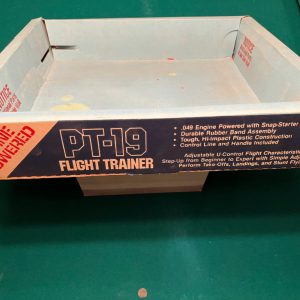 PT-19
FLIGHT TRAINER
• .049 Engine Powered with Snap-Starter
• Durable Rubber Band Assembly
• Tough, Hi-Impact Plastic Construction
• Control Line and Handle Included
Adjustable U-Control Flight Characteristics
Step-Up from Beginner to Expert with Simple
Perform Take-Offs, Landings, and Stunt
POWERED